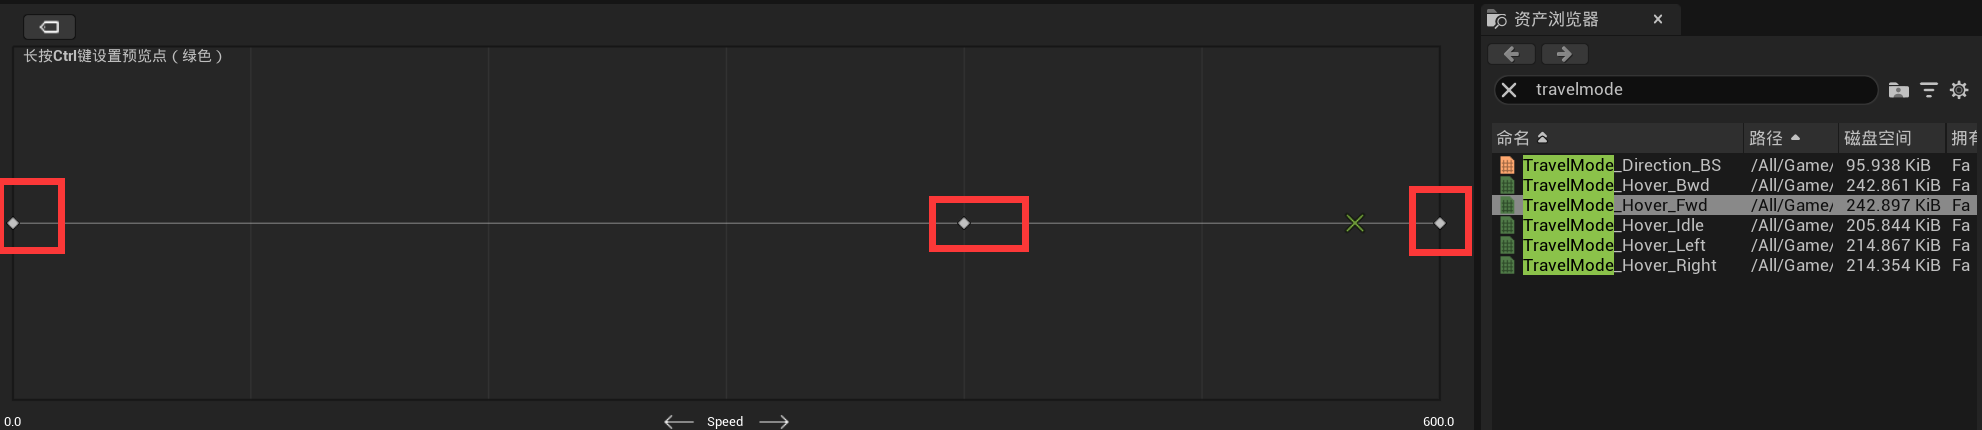 资产浏览器
长按Ctrl键设置预览点（绿色）
travelmode
命名 路径 磁盘空间 拥有
TravelMode_Direction_BS /All/Game/ 95.938 KiB Fa
TravelMode_Hover_Bwd /All/Game/ 242.861 KiB Fa
TravelMode_Hover_Fwd /All/Game/ 242.897 KiB Fa
TravelMode_Hover_Idle /All/Game/ 205.844 KiB Fa
TravelMode_Hover_Left /All/Game/ 214.867 KiB Fa
TravelMode_Hover_Right /All/Game/ 214.354 KiB Fa
0.0 Speed 600.0